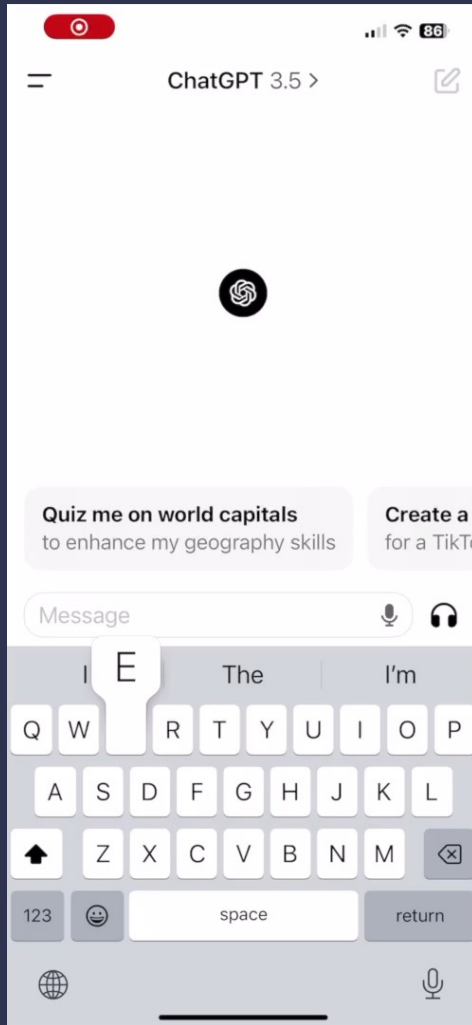 86
ChatGPT 3.5 >
Quiz me on world capitals
to enhance my geography skills
Create a
for a TikTo
Message
I E The I'm
Q W R T Y U I O P
A S D F G H J K L
Z X C V B N M
123 space return